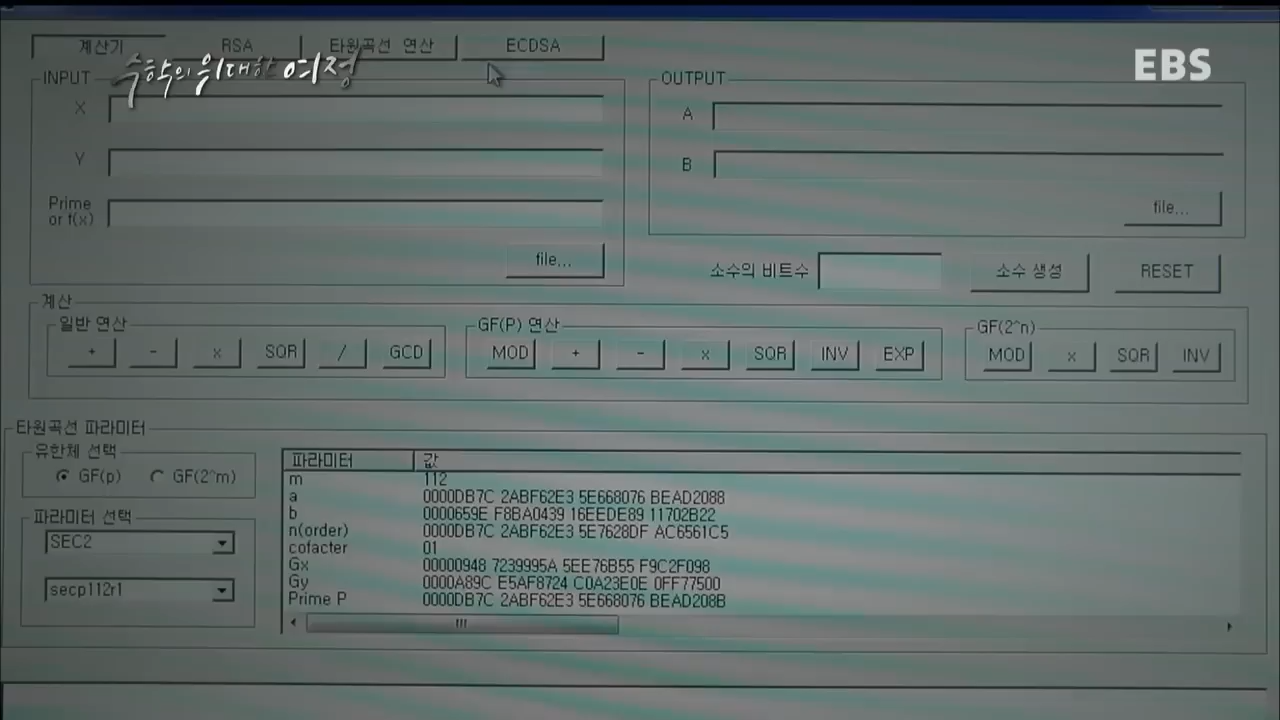 계산기 RSA 타원곡선 연산 ECDSA
수학의 위대한 여정
EBS
INPUT
X
Y
Prime
or f(x)
file...
OUTPUT
A
B
file...
소수의 비트수 소수 생성 RESET
계산
일반 연산
+ - x SQR / GCD
GF(P) 연산
MOD + - x SQR INV EXP
GF(2^n)
MOD x SQR INV
타원곡선 파라미터
유한체 선택
GF(p) GF(2^m)
파라미터 선택
SEC2
secp112r1
파라미터 값
m 112
a 0000DB7C 2ABF62E3 5E668076 BEAD2088
b 0000659E F8BA0439 16EEDE89 11702B22
n(order) 0000DB7C 2ABF62E3 5E7628DF AC6561C5
cofacter 01
Gx 00000948 7239995A 5EE76B55 F9C2F098
Gy 0000A89C E5AF8724 C0A23E0E 0FF77500
Prime P 0000DB7C 2ABF62E3 5E668076 BEAD208B